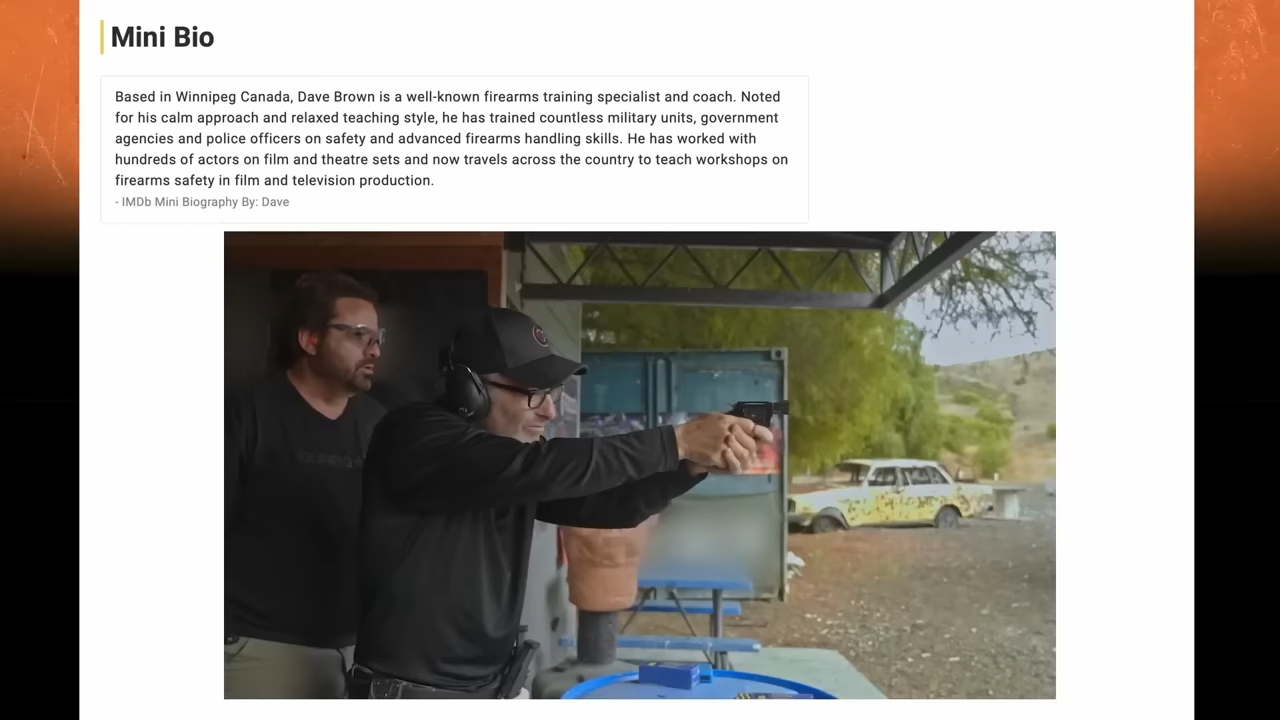 Mini Bio
Based in Winnipeg Canada, Dave Brown is a well-known firearms training specialist and coach. Noted
for his calm approach and relaxed teaching style, he has trained countless military units, government
agencies and police officers on safety and advanced firearms handling skills. He has worked with
hundreds of actors on film and theatre sets and now travels across the country to teach workshops on
firearms safety in film and television production.
- IMDb Mini Biography By: Dave